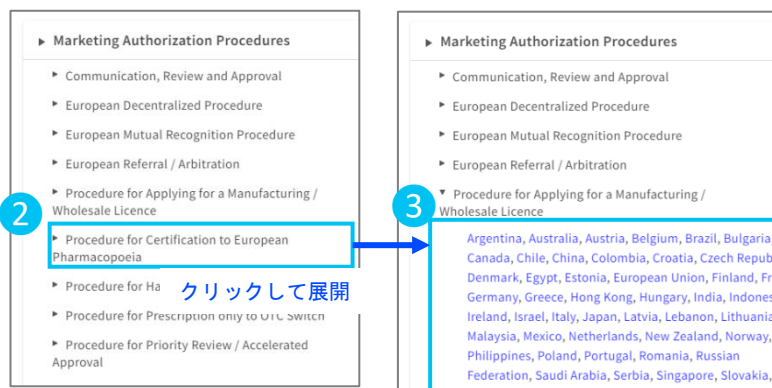 Marketing Authorization Procedures
Communication, Review and Approval
European Decentralized Procedure
European Mutual Recognition Procedure
European Referral / Arbitration
Procedure for Applying for a Manufacturing /
Wholesale Licence
2
Procedure for Certification to European
Pharmacopoeia
Procedure for Ha
クリックして展開
Procedure for Prescription only to OTC Switch
Procedure for Priority Review / Accelerated
Approval
Marketing Authorization Procedures
Communication, Review and Approval
European Decentralized Procedure
European Mutual Recognition Procedure
European Referral / Arbitration
Procedure for Applying for a Manufacturing /
Wholesale Licence
3
Argentina, Australia, Austria, Belgium, Brazil, Bulgaria
Canada, Chile, China, Colombia, Croatia, Czech Repub
Denmark, Egypt, Estonia, European Union, Finland, Fr
Germany, Greece, Hong Kong, Hungary, India, Indones
Ireland, Israel, Italy, Japan, Latvia, Lebanon, Lithuania
Malaysia, Mexico, Netherlands, New Zealand, Norway,
Philippines, Poland, Portugal, Romania, Russian
Federation, Saudi Arabia, Serbia, Singapore, Slovakia,